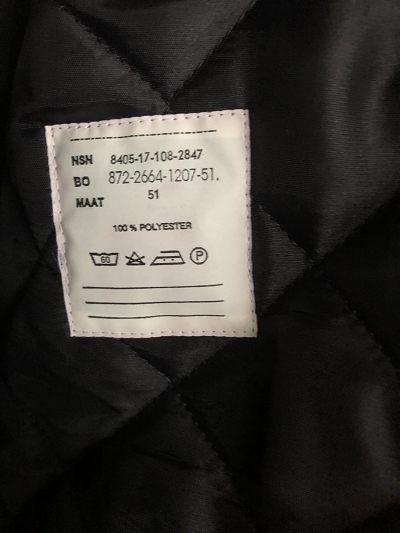 NSN 8405-17-108-2847
BO 872-2664-1207-51.
MAAT 51
100 % POLYESTER
60 P